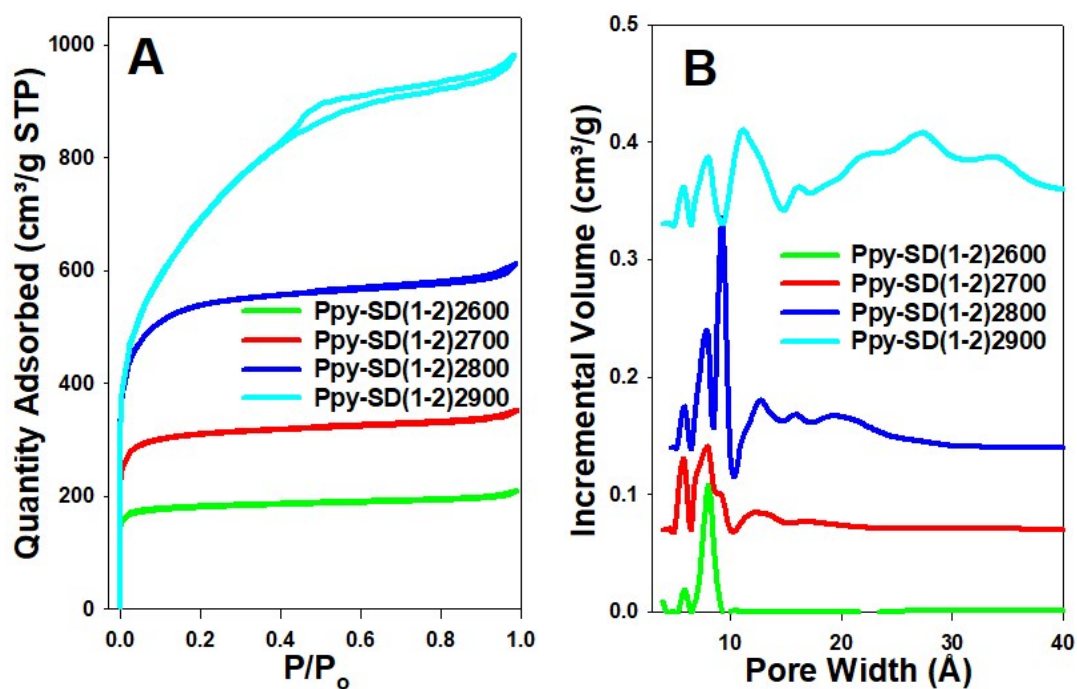 A
Quantity Adsorbed (cm³/g STP)
1000
800
600
400
200
0
0.0 0.2 0.4 0.6 0.8 1.0
P/Po
Ppy-SD(1-2)2600
Ppy-SD(1-2)2700
Ppy-SD(1-2)2800
Ppy-SD(1-2)2900
B
Incremental Volume (cm³/g)
0.5
0.4
0.3
0.2
0.1
0.0
10 20 30 40
Pore Width (Å)
Ppy-SD(1-2)2600
Ppy-SD(1-2)2700
Ppy-SD(1-2)2800
Ppy-SD(1-2)2900